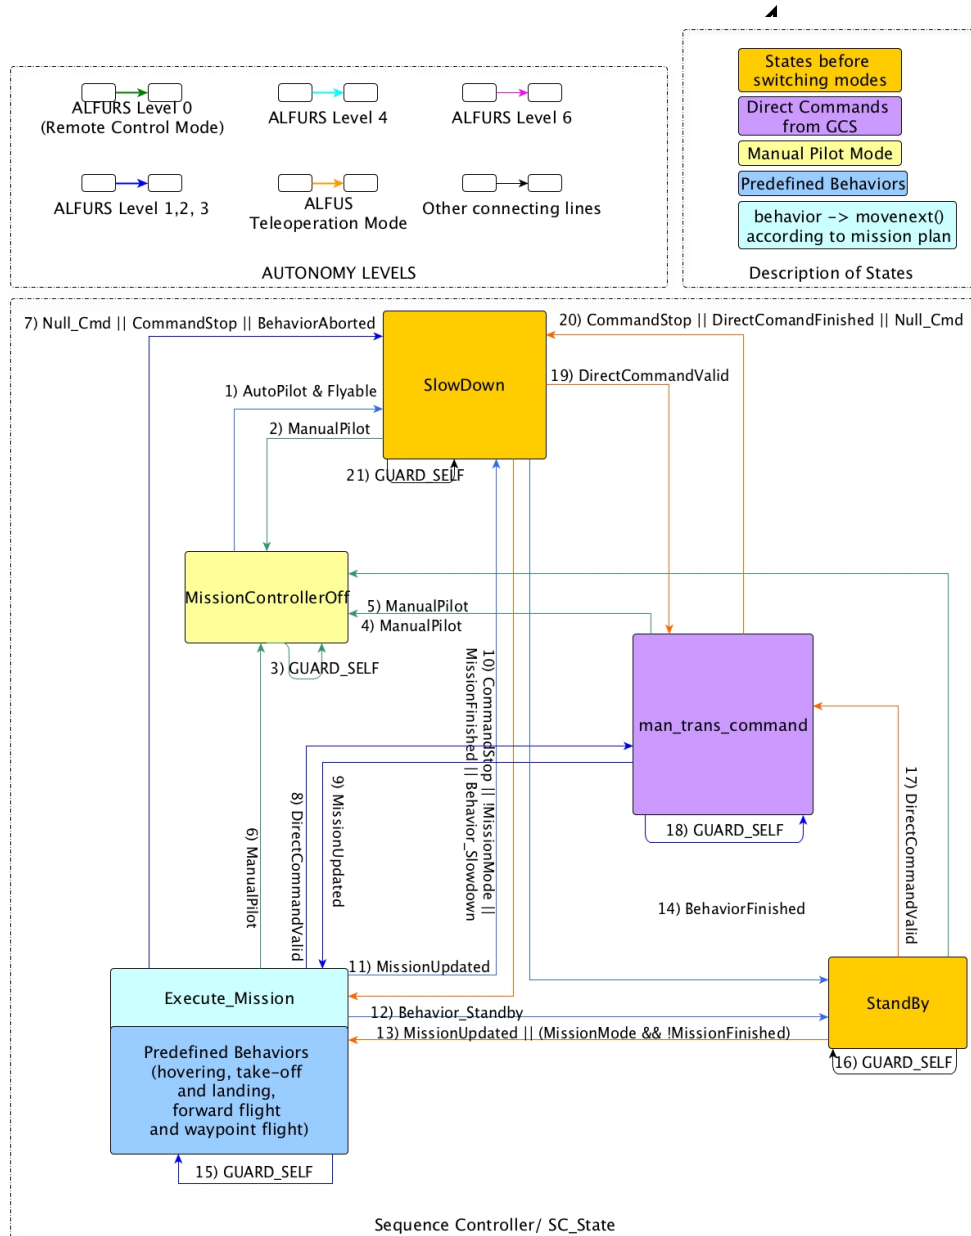 ALFURS Level 0
(Remote Control Mode)
ALFURS Level 4
ALFURS Level 6
ALFURS Level 1,2, 3
ALFUS
Teleoperation Mode
Other connecting lines
AUTONOMY LEVELS
States before
switching modes
Direct Commands
from GCS
Manual Pilot Mode
Predefined Behaviors
behavior -> movenext()
according to mission plan
Description of States
7) Null_Cmd || CommandStop || BehaviorAborted
20) CommandStop || DirectComandFinished || Null_Cmd
SlowDown
19) DirectCommandValid
1) AutoPilot & Flyable
2) ManualPilot
21) GUARD_SELF
MissionControllerOff
5) ManualPilot
4) ManualPilot
3) GUARD_SELF
10) CommandStop || !MissionMode ||
MissionFinished || Behavior_Slowdown
man_trans_command
17) DirectCommandValid
9) MissionUpdated
8) DirectCommandValid
6) ManualPilot
18) GUARD_SELF
14) BehaviorFinished
11) MissionUpdated
Execute_Mission
12) Behavior_Standby
StandBy
13) MissionUpdated || (MissionMode && !MissionFinished)
16) GUARD_SELF
Predefined Behaviors
(hovering, take-off
and landing,
forward flight
and waypoint flight)
15) GUARD_SELF
Sequence Controller/ SC_State